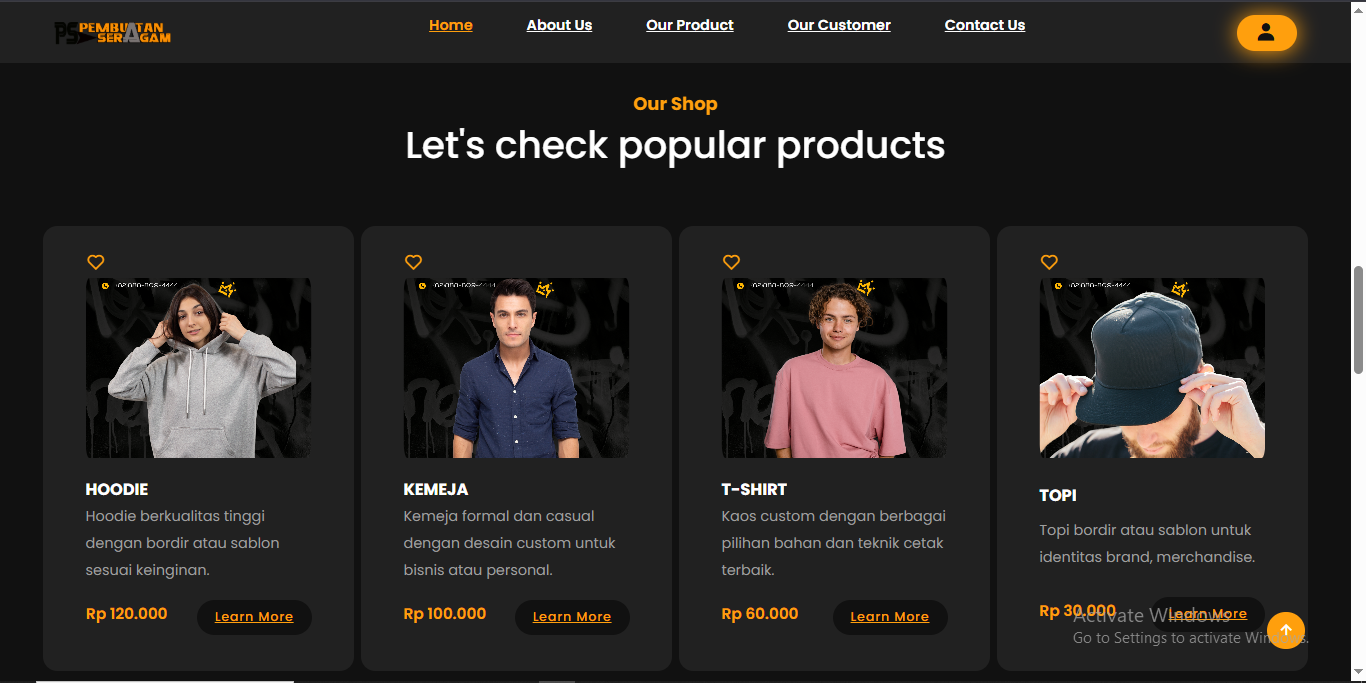 PS PEMBUATAN
SERAGAM
Home
About Us
Our Product
Our Customer
Contact Us
Our Shop
Let's check popular products
HOODIE
Hoodie berkualitas tinggi
dengan bordir atau sablon
sesuai keinginan.
Rp 120.000
Learn More
KEMEJA
Kemeja formal dan casual
dengan desain custom untuk
bisnis atau personal.
Rp 100.000
Learn More
T-SHIRT
Kaos custom dengan berbagai
pilihan bahan dan teknik cetak
terbaik.
Rp 60.000
Learn More
TOPI
Topi bordir atau sablon untuk
identitas brand, merchandise.
Rp 30.000
Learn More
Activate Windows
Go to Settings to activate Windows.